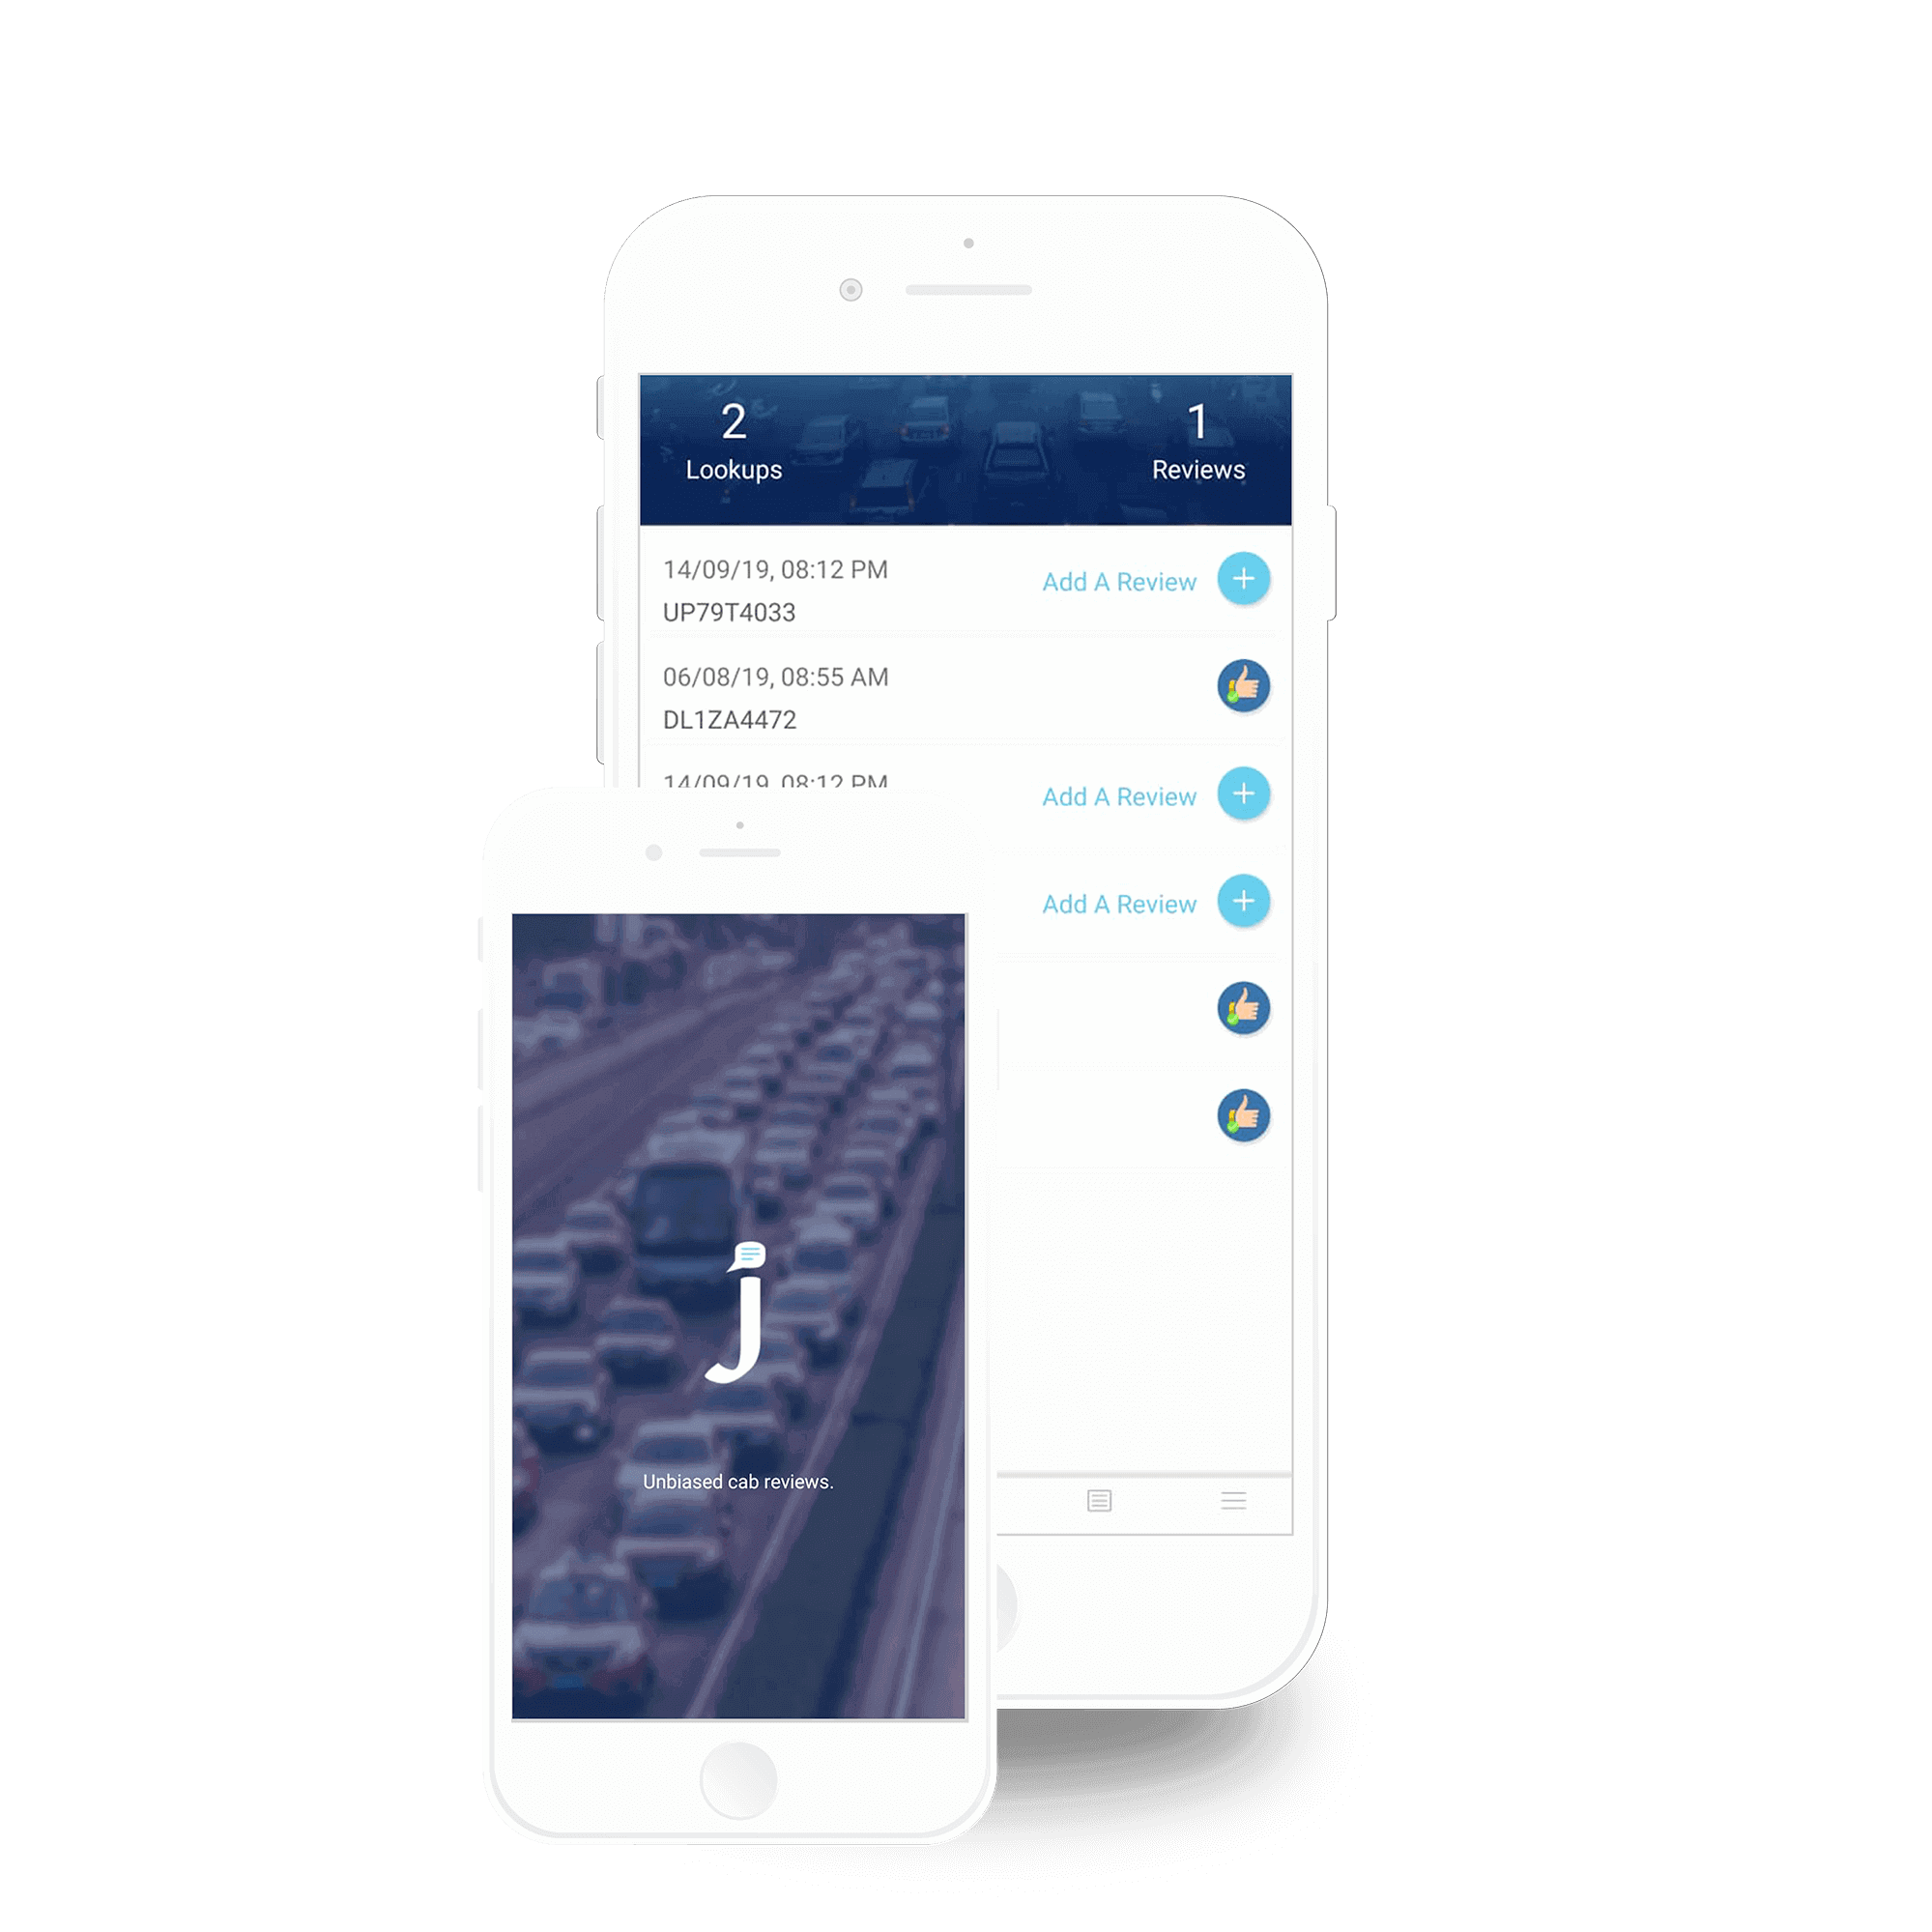 2
Lookups
1
Reviews
14/09/19, 08:12 PM
UP79T4033
Add A Review
06/08/19, 08:55 AM
DL1ZA4472
14/09/19, 08:12 PM
Add A Review
Add A Review
j
Unbiased cab reviews.